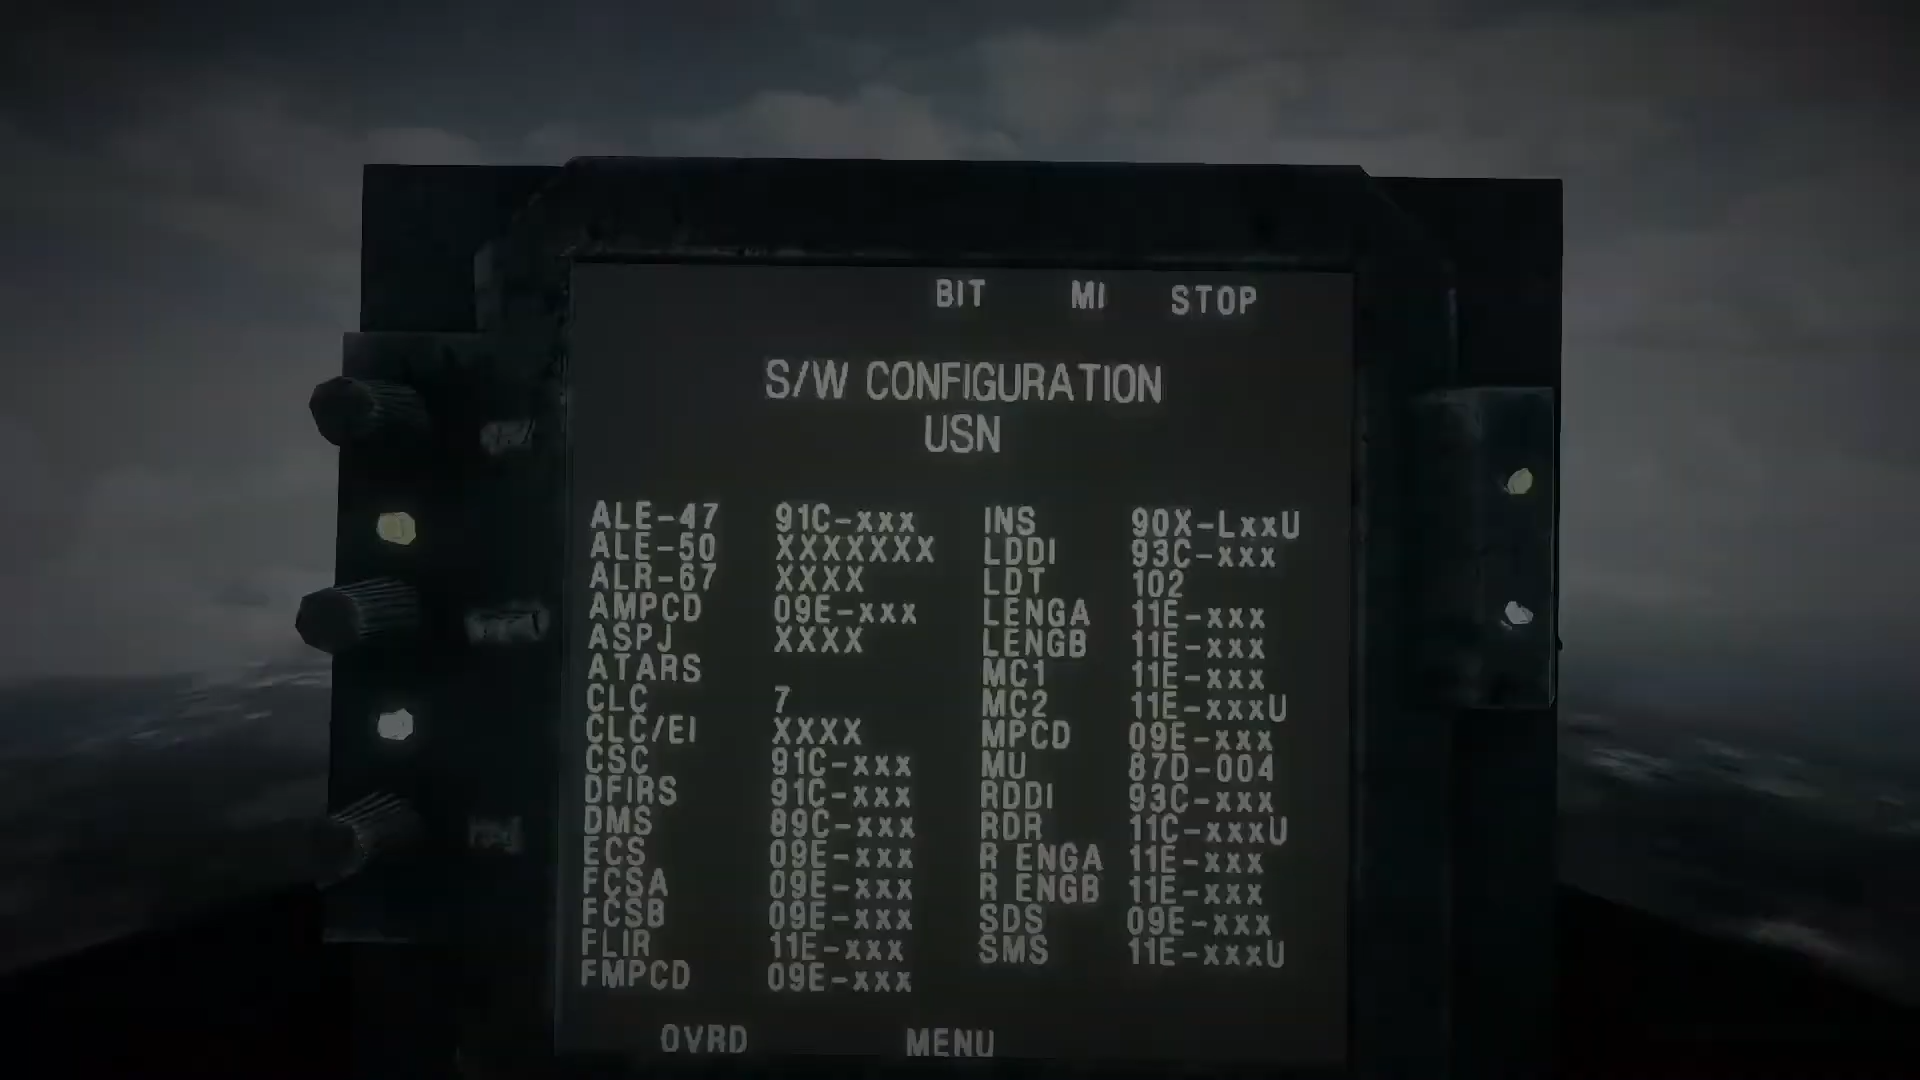 BIT MI STOP
S/W CONFIGURATION
USN
ALE-47 91C-xxx INS 90X-LxxU
ALE-50 XXXXXXX LDDI 93C-xxx
ALR-67 XXXX LDT 102
AMPCD 09E-xxx LENGA 11E-xxx
ASPJ XXXX LENGB 11E-xxx
ATARS MC1 11E-xxx
CLC 7 MC2 11E-xxxU
CLC/EI XXXX MPCD 09E-xxx
CSC 91C-xxx MU 87D-004
DFIRS 91C-xxx RDDI 93C-xxx
DMS 89C-xxx RDR 11C-xxxU
ECS 09E-xxx R ENGA 11E-xxx
FCSA 09E-xxx R ENGB 11E-xxx
FCSB 09E-xxx SDS 09E-xxx
FLIR 11E-xxx SMS 11E-xxxU
FMPCD 09E-xxx
OVRD MENU